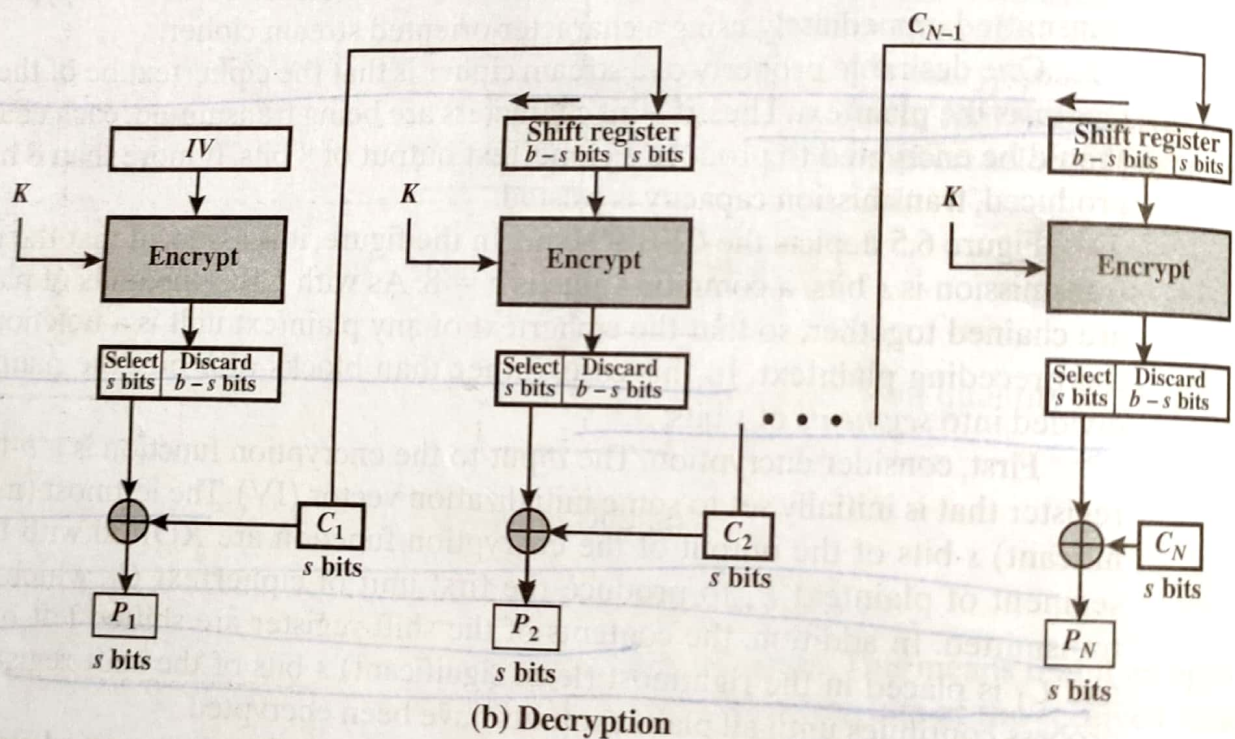 C_{N−1}
IV
K
Encrypt
Select
s bits
Discard
b − s bits
C_1
s bits
P_1
s bits
Shift register
b − s bits | s bits
K
Encrypt
Select
s bits
Discard
b − s bits
C_2
s bits
P_2
s bits
• • •
Shift register
b − s bits | s bits
K
Encrypt
Select
s bits
Discard
b − s bits
C_N
s bits
P_N
s bits
(b) Decryption